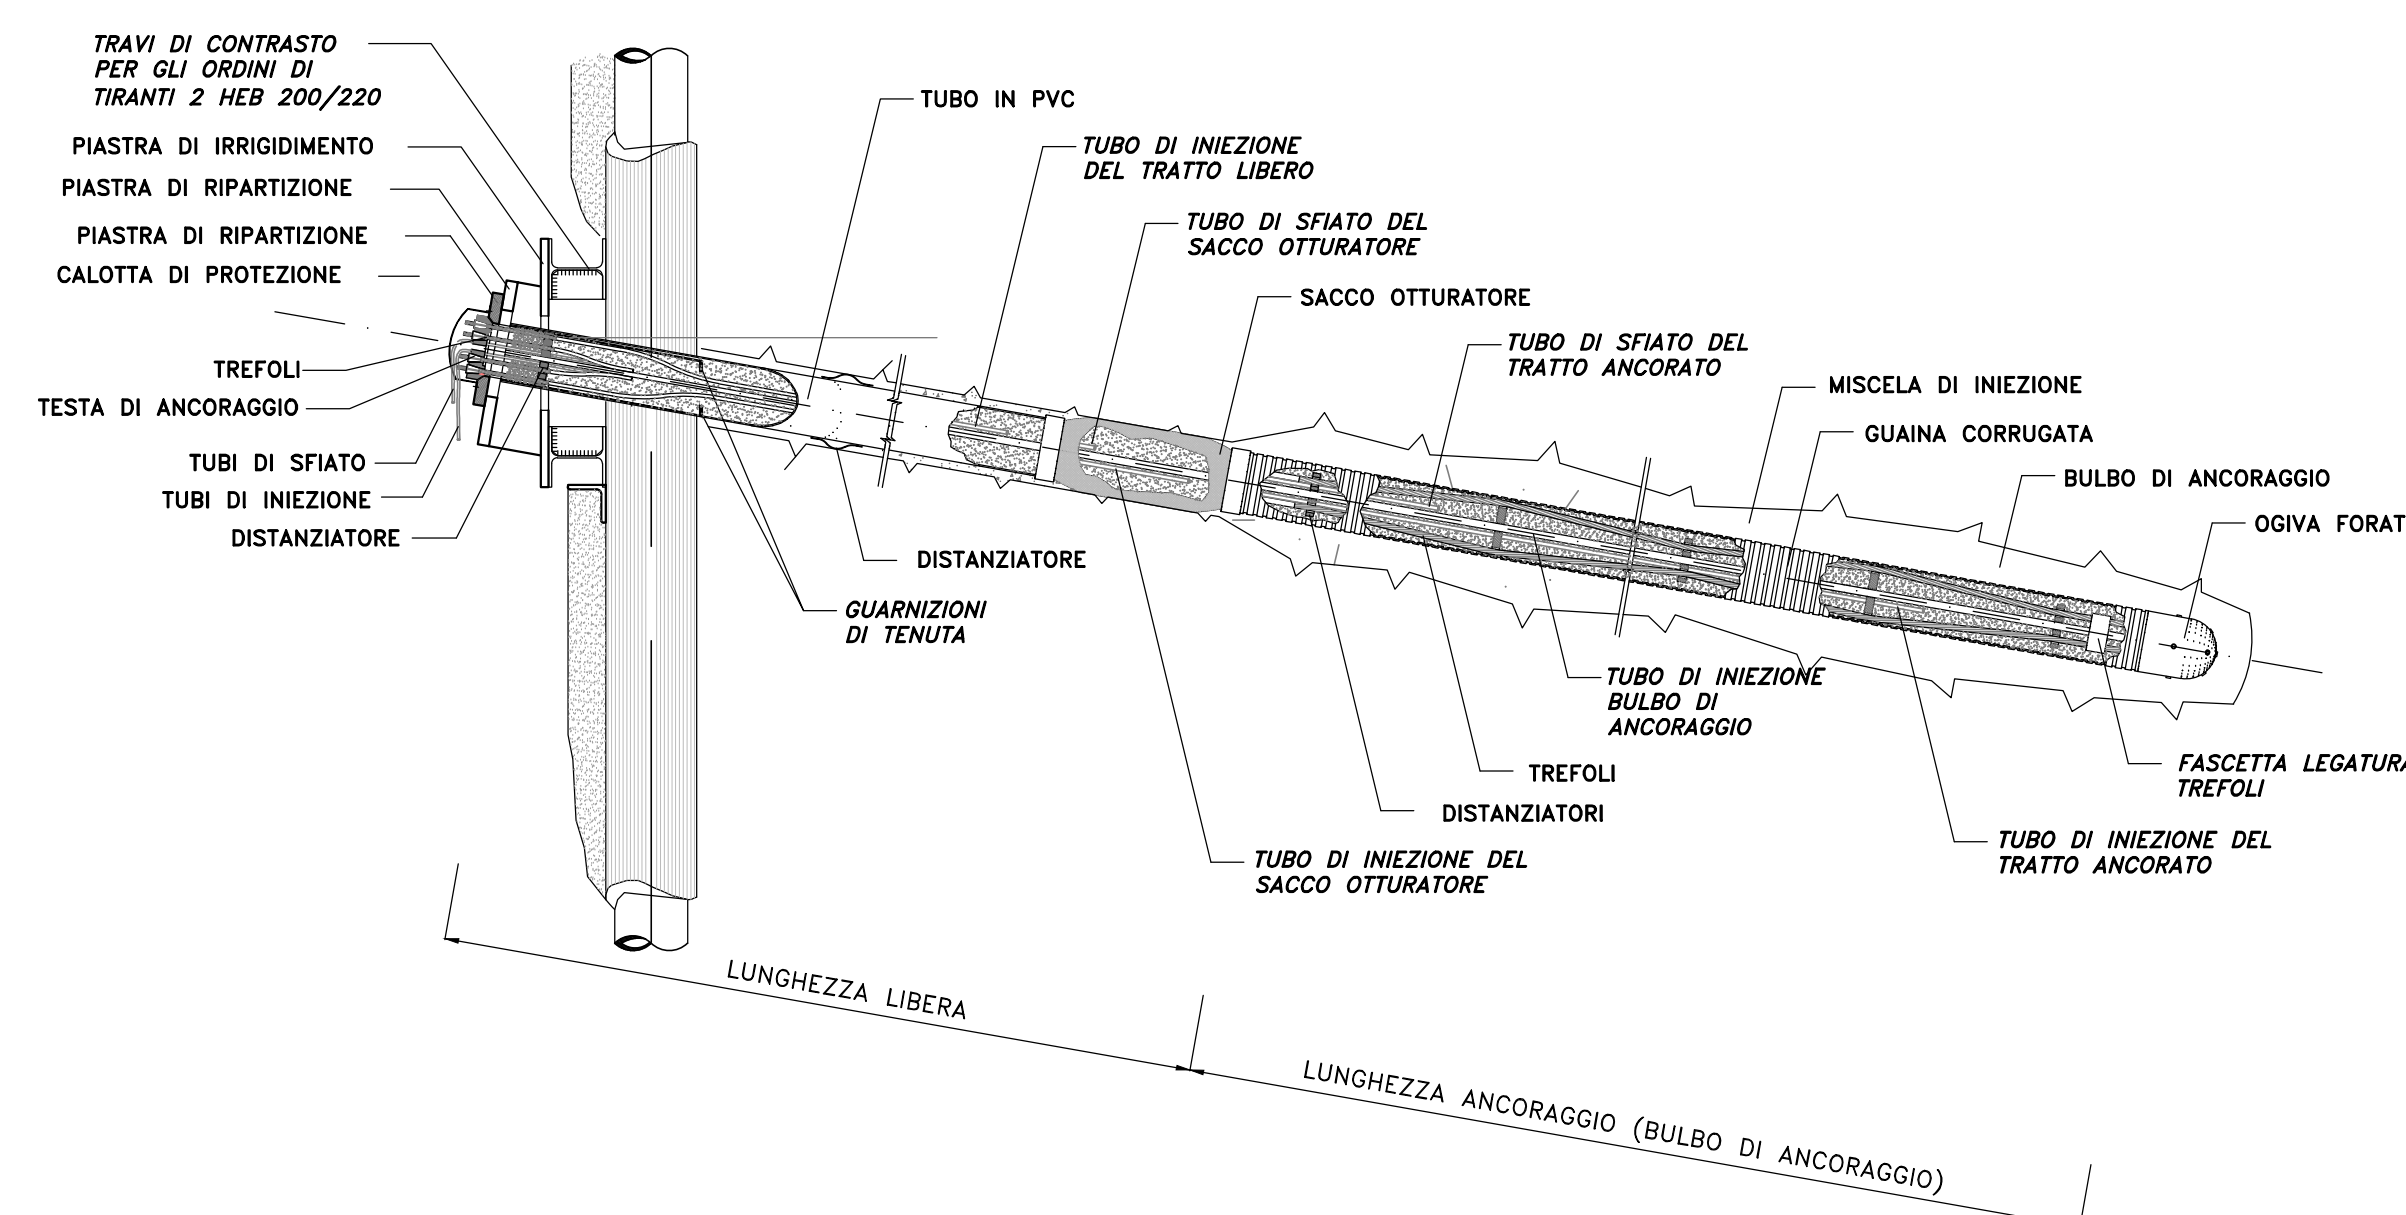 TRAVI DI CONTRASTO
PER GLI ORDINI DI
TIRANTI 2 HEB 200/220
PIASTRA DI IRRIGIDIMENTO
PIASTRA DI RIPARTIZIONE
PIASTRA DI RIPARTIZIONE
CALOTTA DI PROTEZIONE
TREFOLI
TESTA DI ANCORAGGIO
TUBI DI SFIATO
TUBI DI INIEZIONE
DISTANZIATORE
TUBO IN PVC
TUBO DI INIEZIONE
DEL TRATTO LIBERO
TUBO DI SFIATO DEL
SACCO OTTURATORE
SACCO OTTURATORE
TUBO DI SFIATO DEL
TRATTO ANCORATO
MISCELA DI INIEZIONE
GUAINA CORRUGATA
BULBO DI ANCORAGGIO
OGIVA FORAT
DISTANZIATORE
GUARNIZIONI
DI TENUTA
TUBO DI INIEZIONE
BULBO DI
ANCORAGGIO
TREFOLI
DISTANZIATORI
TUBO DI INIEZIONE DEL
SACCO OTTURATORE
FASCETTA LEGATURA
TREFOLI
TUBO DI INIEZIONE DEL
TRATTO ANCORATO
LUNGHEZZA LIBERA
LUNGHEZZA ANCORAGGIO (BULBO DI ANCORAGGIO)